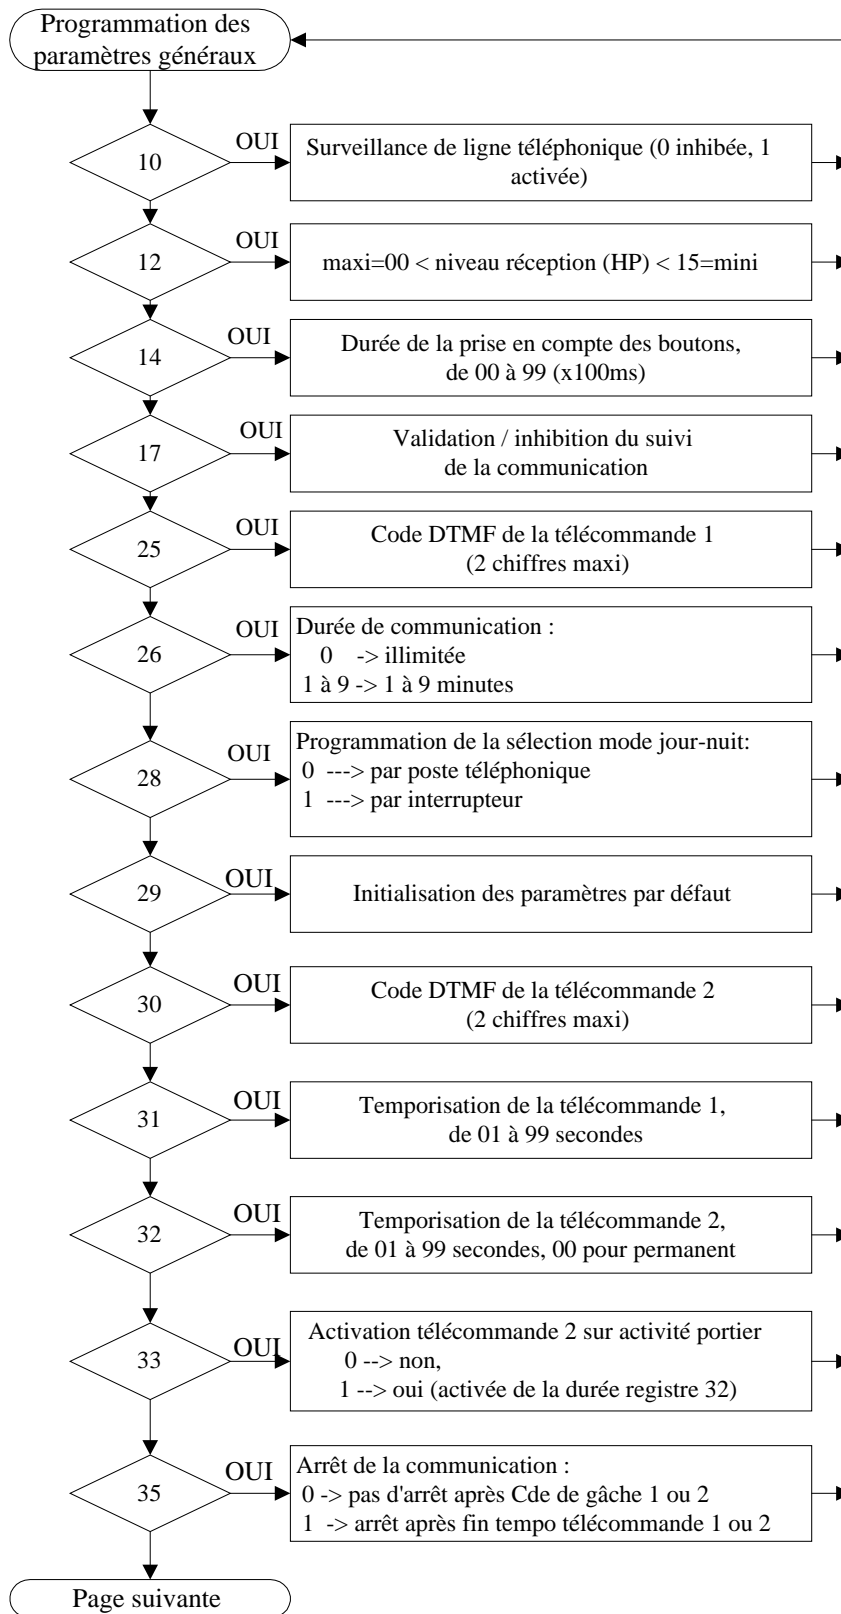 Programmation des
paramètres généraux
10
OUI
Surveillance de ligne téléphonique (0 inhibée, 1
activée)
12
OUI
maxi=00 < niveau réception (HP) < 15=mini
14
OUI
Durée de la prise en compte des boutons,
de 00 à 99 (x100ms)
17
OUI
Validation / inhibition du suivi
de la communication
25
OUI
Code DTMF de la télécommande 1
(2 chiffres maxi)
26
OUI
Durée de communication :
0 -> illimitée
1 à 9 -> 1 à 9 minutes
28
OUI
Programmation de la sélection mode jour-nuit:
0 ---> par poste téléphonique
1 ---> par interrupteur
29
OUI
Initialisation des paramètres par défaut
30
OUI
Code DTMF de la télécommande 2
(2 chiffres maxi)
31
OUI
Temporisation de la télécommande 1,
de 01 à 99 secondes
32
OUI
Temporisation de la télécommande 2,
de 01 à 99 secondes, 00 pour permanent
33
OUI
Activation télécommande 2 sur activité portier
0 --> non,
1 --> oui (activée de la durée registre 32)
35
OUI
Arrêt de la communication :
0 -> pas d'arrêt après Cde de gâche 1 ou 2
1 -> arrêt après fin tempo télécommande 1 ou 2
Page suivante